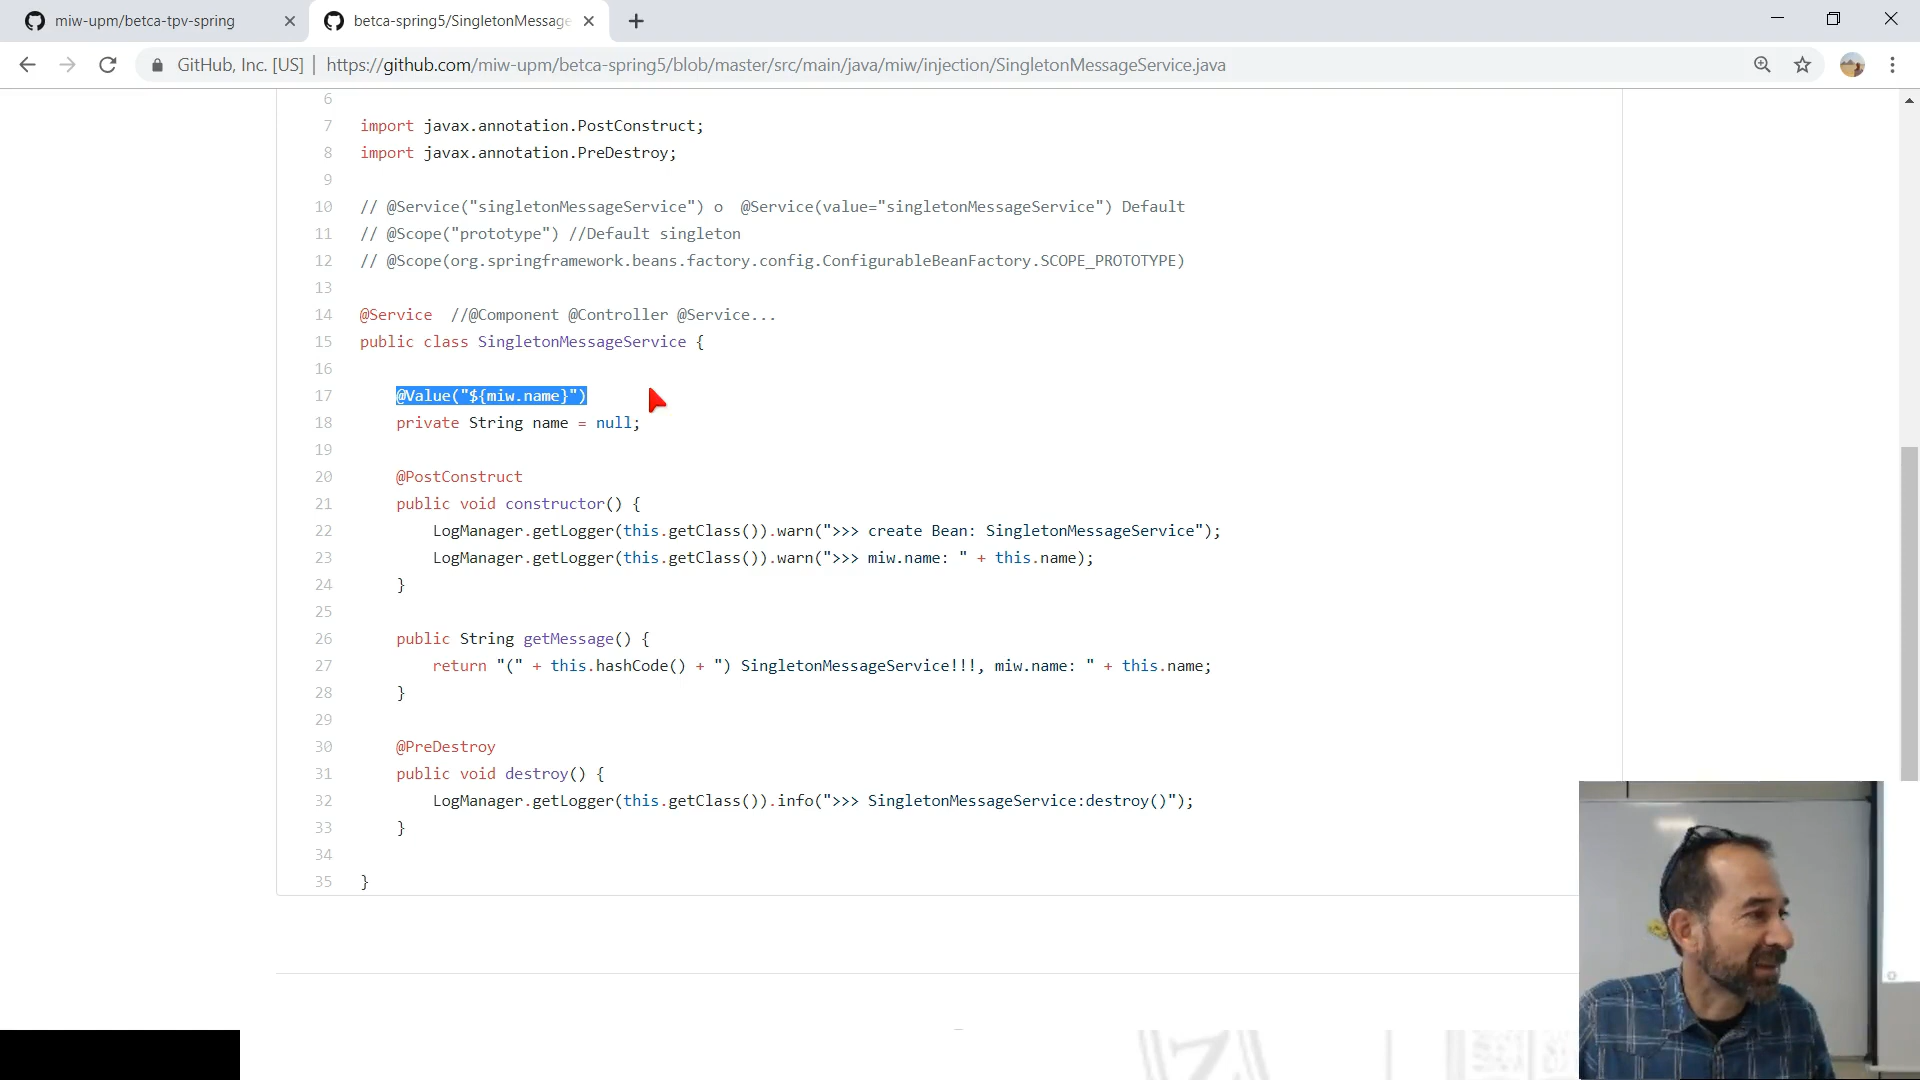 miw-upm/betca-tpv-spring
betca-spring5/SingletonMessage
GitHub, Inc. [US] | https://github.com/miw-upm/betca-spring5/blob/master/src/main/java/miw/injection/SingletonMessageService.java
6
7 import javax.annotation.PostConstruct;
8 import javax.annotation.PreDestroy;
9
10 // @Service("singletonMessageService") o  @Service(value="singletonMessageService") Default
11 // @Scope("prototype") //Default singleton
12 // @Scope(org.springframework.beans.factory.config.ConfigurableBeanFactory.SCOPE_PROTOTYPE)
13
14 @Service  //@Component @Controller @Service...
15 public class SingletonMessageService {
16
17     @Value("${miw.name}")
18     private String name = null;
19
20     @PostConstruct
21     public void constructor() {
22         LogManager.getLogger(this.getClass()).warn(">>> create Bean: SingletonMessageService");
23         LogManager.getLogger(this.getClass()).warn(">>> miw.name: " + this.name);
24     }
25
26     public String getMessage() {
27         return "(" + this.hashCode() + ") SingletonMessageService!!!, miw.name: " + this.name;
28     }
29
30     @PreDestroy
31     public void destroy() {
32         LogManager.getLogger(this.getClass()).info(">>> SingletonMessageService:destroy()");
33     }
34
35 }